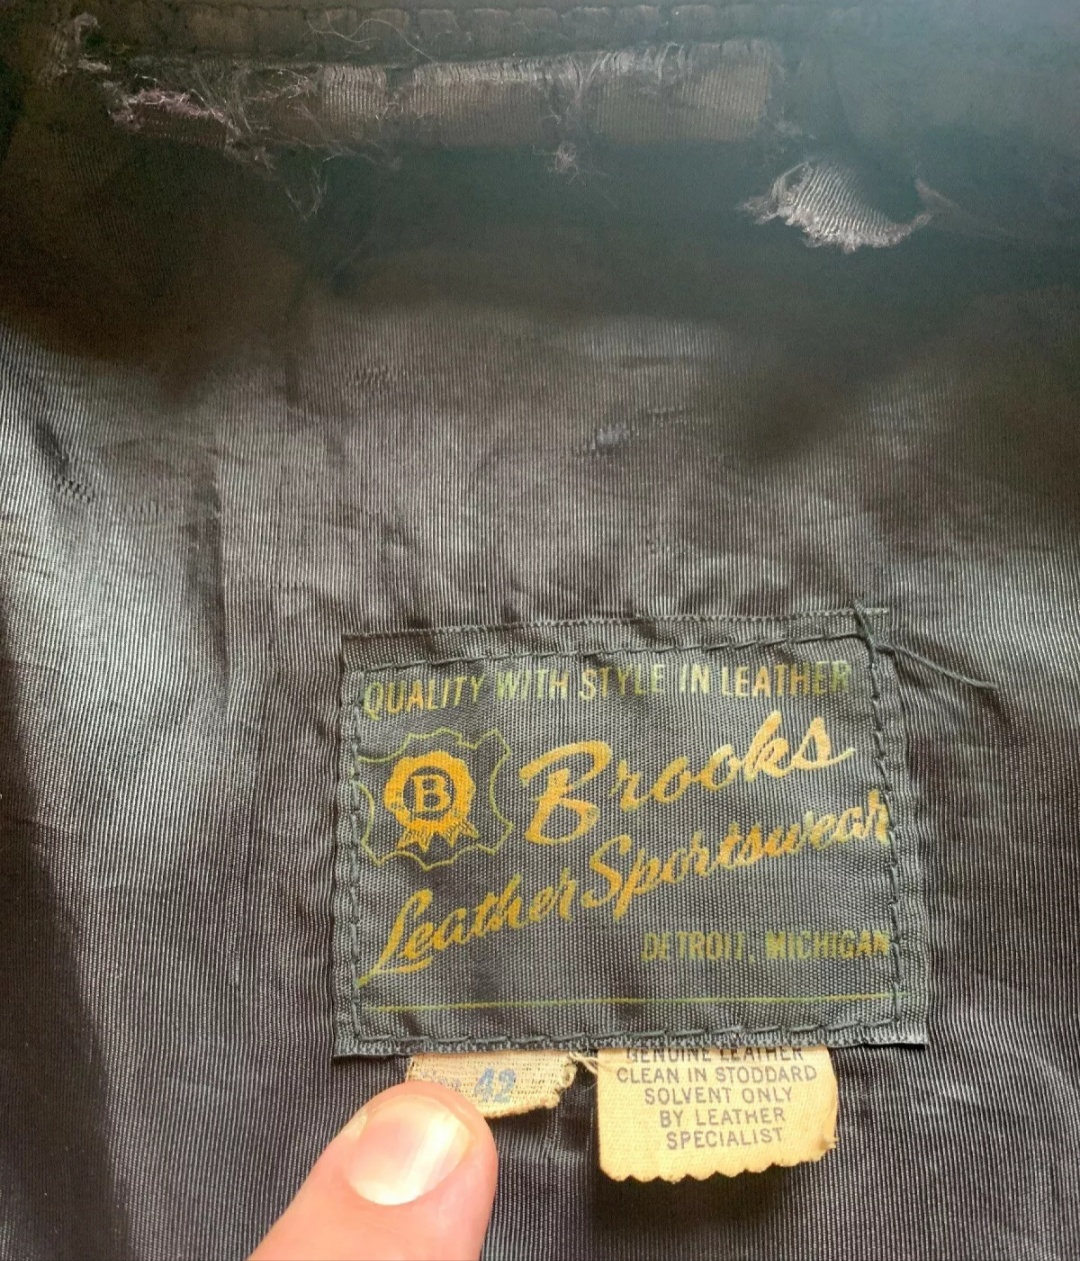 QUALITY WITH STYLE IN LEATHER
B
Brooks
Leather Sportswear
DETROIT, MICHIGAN
42
GENUINE LEATHER
CLEAN IN STODDARD
SOLVENT ONLY
BY LEATHER
SPECIALIST